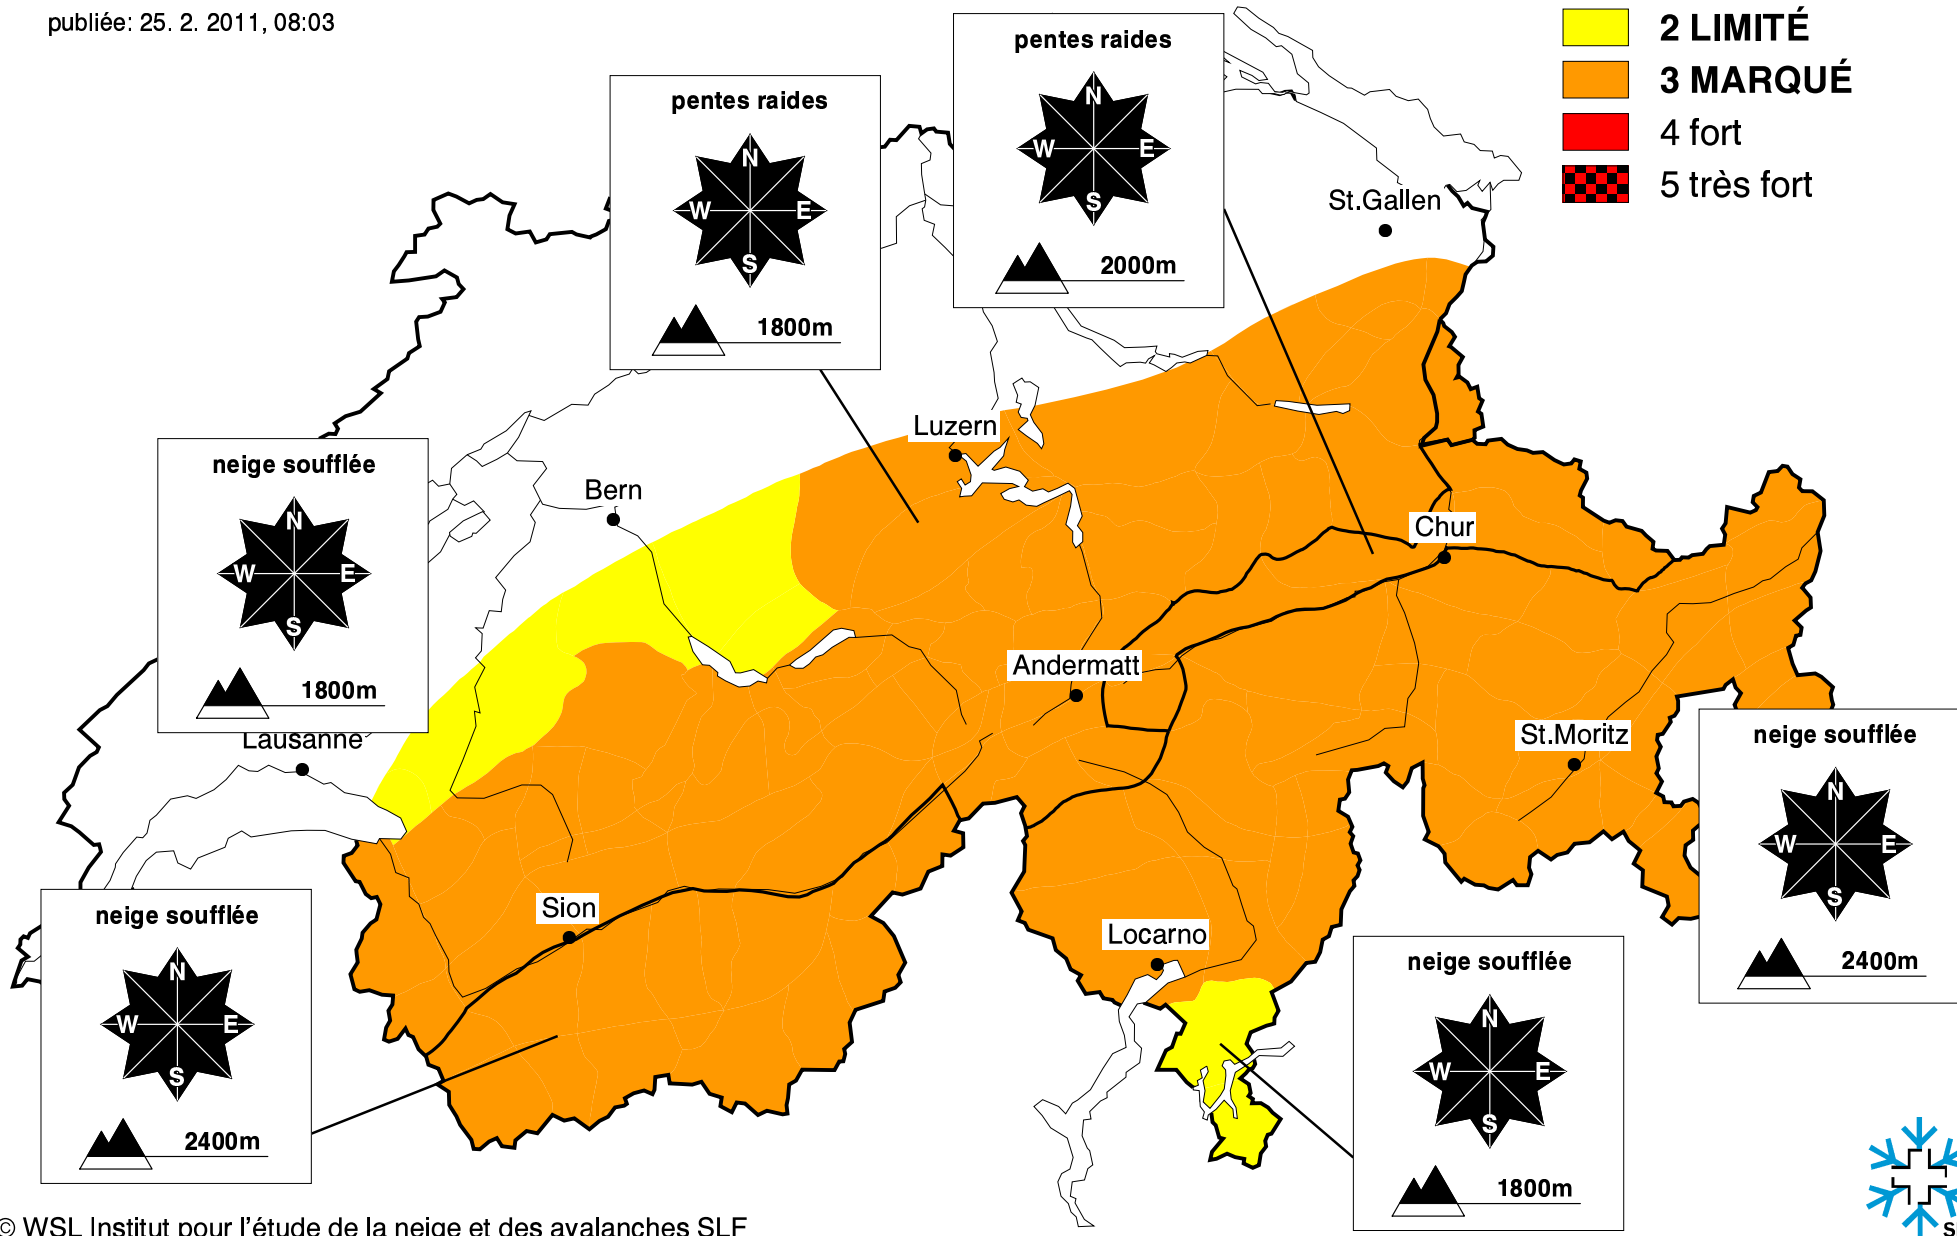 publiée: 25. 2. 2011, 08:03
2 LIMITÉ
3 MARQUÉ
4 fort
5 très fort
pentes raides
N
W E
S
2000m
pentes raides
N
W E
S
1800m
St.Gallen
Luzern
neige soufflée
N
W E
S
1800m
Bern
Chur
Andermatt
Lausanne
St.Moritz
neige soufflée
N
W E
S
2400m
Sion
neige soufflée
N
W E
S
2400m
Locarno
neige soufflée
N
W E
S
1800m
© WSL Institut pour l'étude de la neige et des avalanches SLF